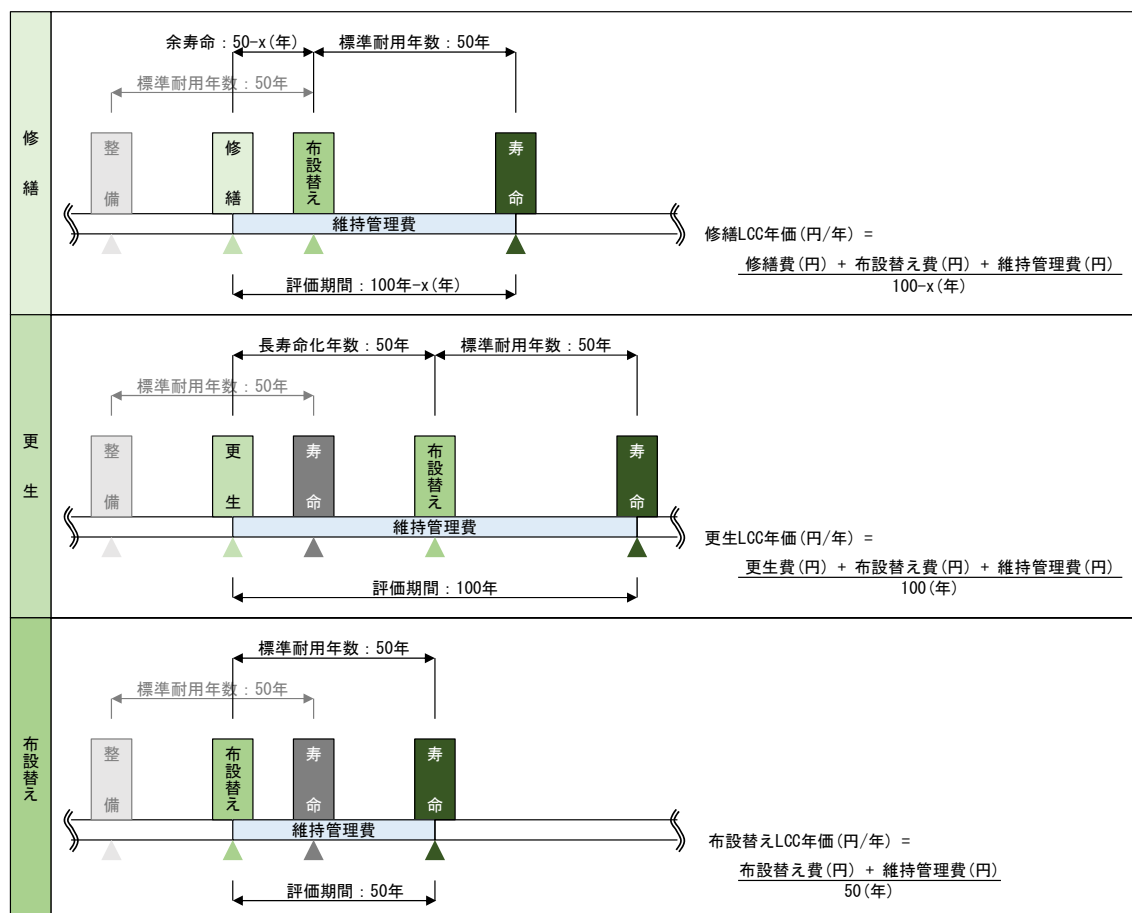 修繕
余寿命：50-x(年)
標準耐用年数：50年
標準耐用年数：50年
整備
修繕
布設替え
寿命
維持管理費
評価期間：100年-x(年)
修繕LCC年価(円/年) =
修繕費(円) + 布設替え費(円) + 維持管理費(円)
100-x(年)
更生
長寿命化年数：50年
標準耐用年数：50年
標準耐用年数：50年
整備
更生
寿命
布設替え
寿命
維持管理費
評価期間：100年
更生LCC年価(円/年) =
更生費(円) + 布設替え費(円) + 維持管理費(円)
100(年)
布設替え
標準耐用年数：50年
標準耐用年数：50年
整備
布設替え
寿命
寿命
維持管理費
評価期間：50年
布設替えLCC年価(円/年) =
布設替え費(円) + 維持管理費(円)
50(年)